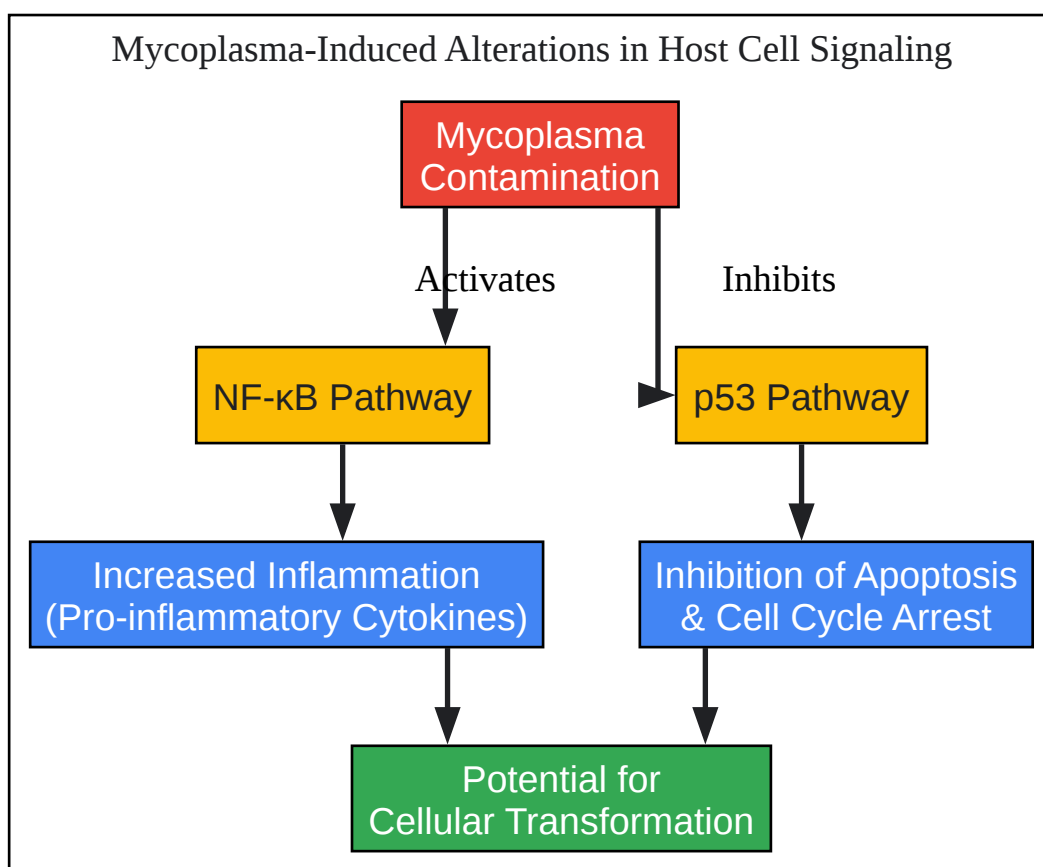 Mycoplasma-Induced Alterations in Host Cell Signaling
Mycoplasma
Contamination
Activates
Inhibits
NF-κB Pathway
p53 Pathway
Increased Inflammation
(Pro-inflammatory Cytokines)
Inhibition of Apoptosis
& Cell Cycle Arrest
Potential for
Cellular Transformation